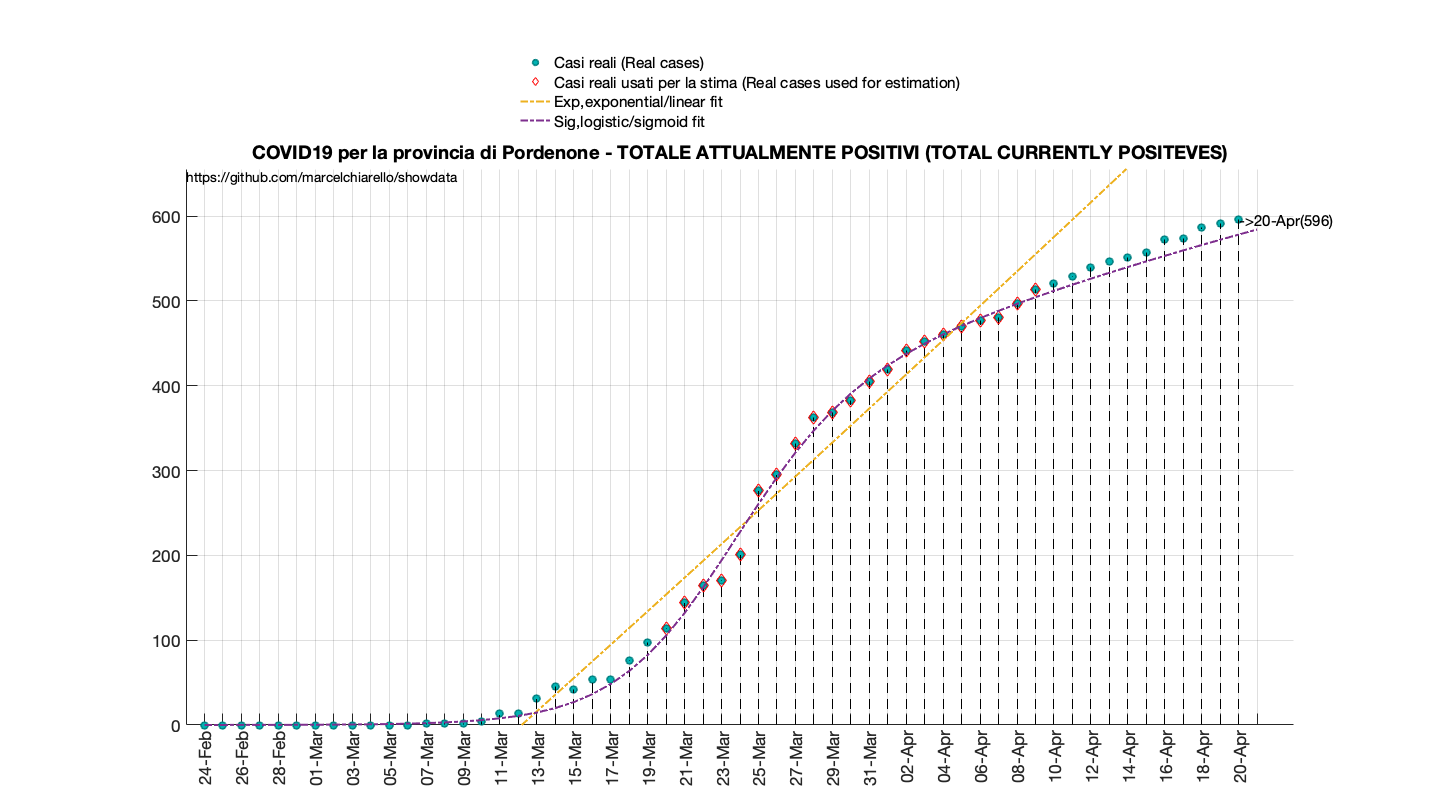 Casi reali (Real cases)
Casi reali usati per la stima (Real cases used for estimation)
Exp,exponential/linear fit
Sig,logistic/sigmoid fit
COVID19 per la provincia di Pordenone - TOTALE ATTUALMENTE POSITIVI (TOTAL CURRENTLY POSITEVES)
https://github.com/marcelchiarello/showdata
600
->20-Apr(596)
500
400
300
200
100
0
24-Feb
26-Feb
28-Feb
01-Mar
03-Mar
05-Mar
07-Mar
09-Mar
11-Mar
13-Mar
15-Mar
17-Mar
19-Mar
21-Mar
23-Mar
25-Mar
27-Mar
29-Mar
31-Mar
02-Apr
04-Apr
06-Apr
08-Apr
10-Apr
12-Apr
14-Apr
16-Apr
18-Apr
20-Apr